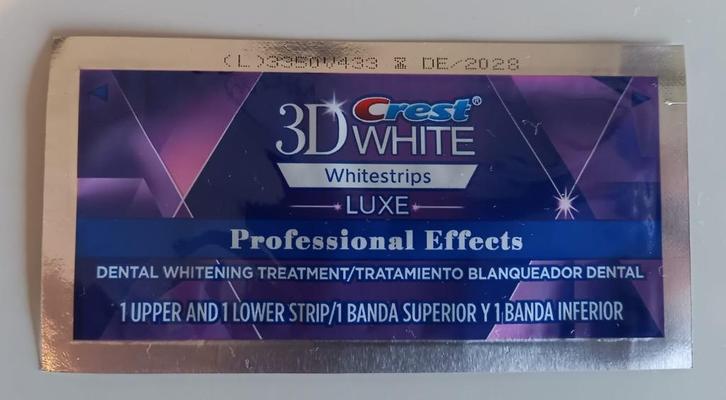 (L)3350V433 ⧖ DE/2028
Crest®
3D WHITE
Whitestrips
LUXE
Professional Effects
DENTAL WHITENING TREATMENT/TRATAMIENTO BLANQUEADOR DENTAL
1 UPPER AND 1 LOWER STRIP/1 BANDA SUPERIOR Y 1 BANDA INFERIOR